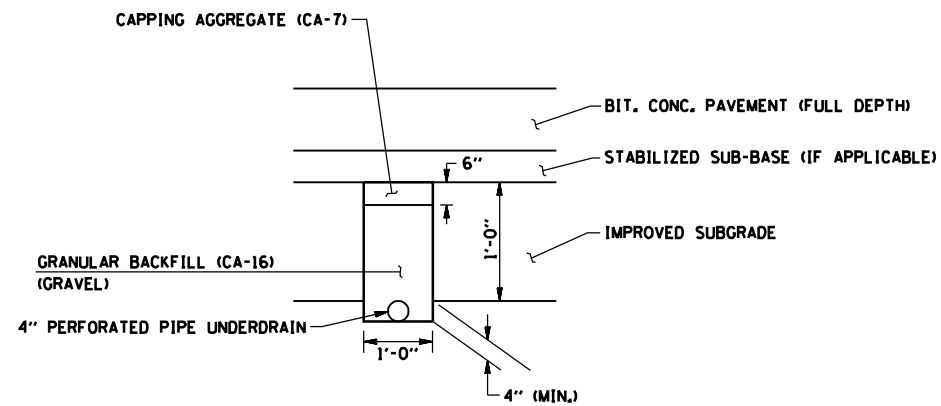 CAPPING AGGREGATE (CA-7)
BIT. CONC. PAVEMENT (FULL DEPTH)
STABILIZED SUB-BASE (IF APPLICABLE)
6"
1'-0"
IMPROVED SUBGRADE
GRANULAR BACKFILL (CA-16)
(GRAVEL)
4" PERFORATED PIPE UNDERDRAIN
1'-0"
4" (MIN.)